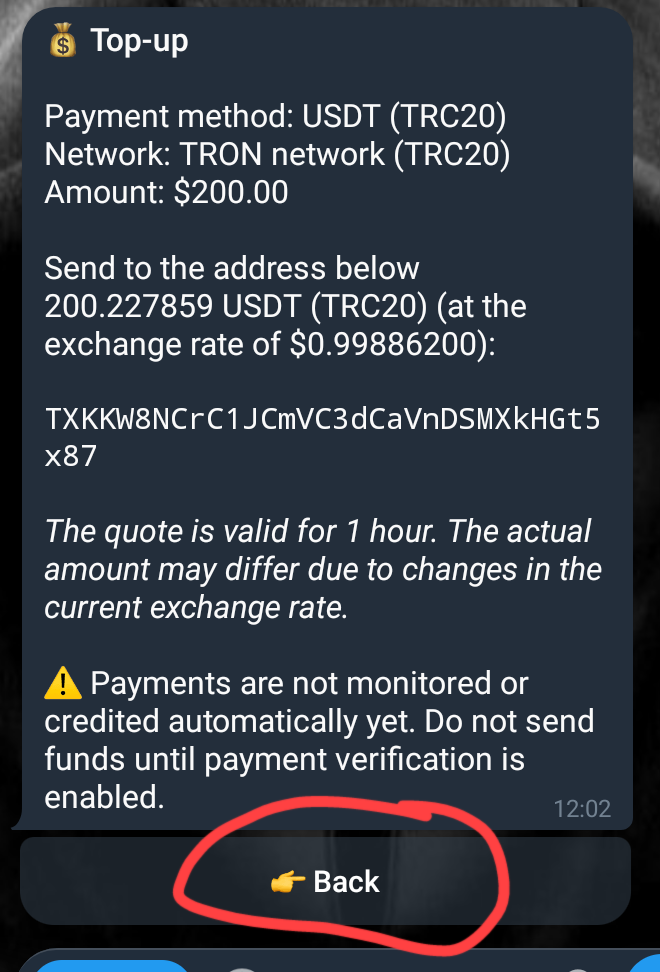 💰 Top-up
Payment method: USDT (TRC20)
Network: TRON network (TRC20)
Amount: $200.00
Send to the address below
200.227859 USDT (TRC20) (at the
exchange rate of $0.99886200):
TXKKW8NCrC1JCmVC3dCaVnDSMXkHGt5
x87
The quote is valid for 1 hour. The actual
amount may differ due to changes in the
current exchange rate.
⚠️ Payments are not monitored or
credited automatically yet. Do not send
funds until payment verification is
enabled.
12:02
👉 Back